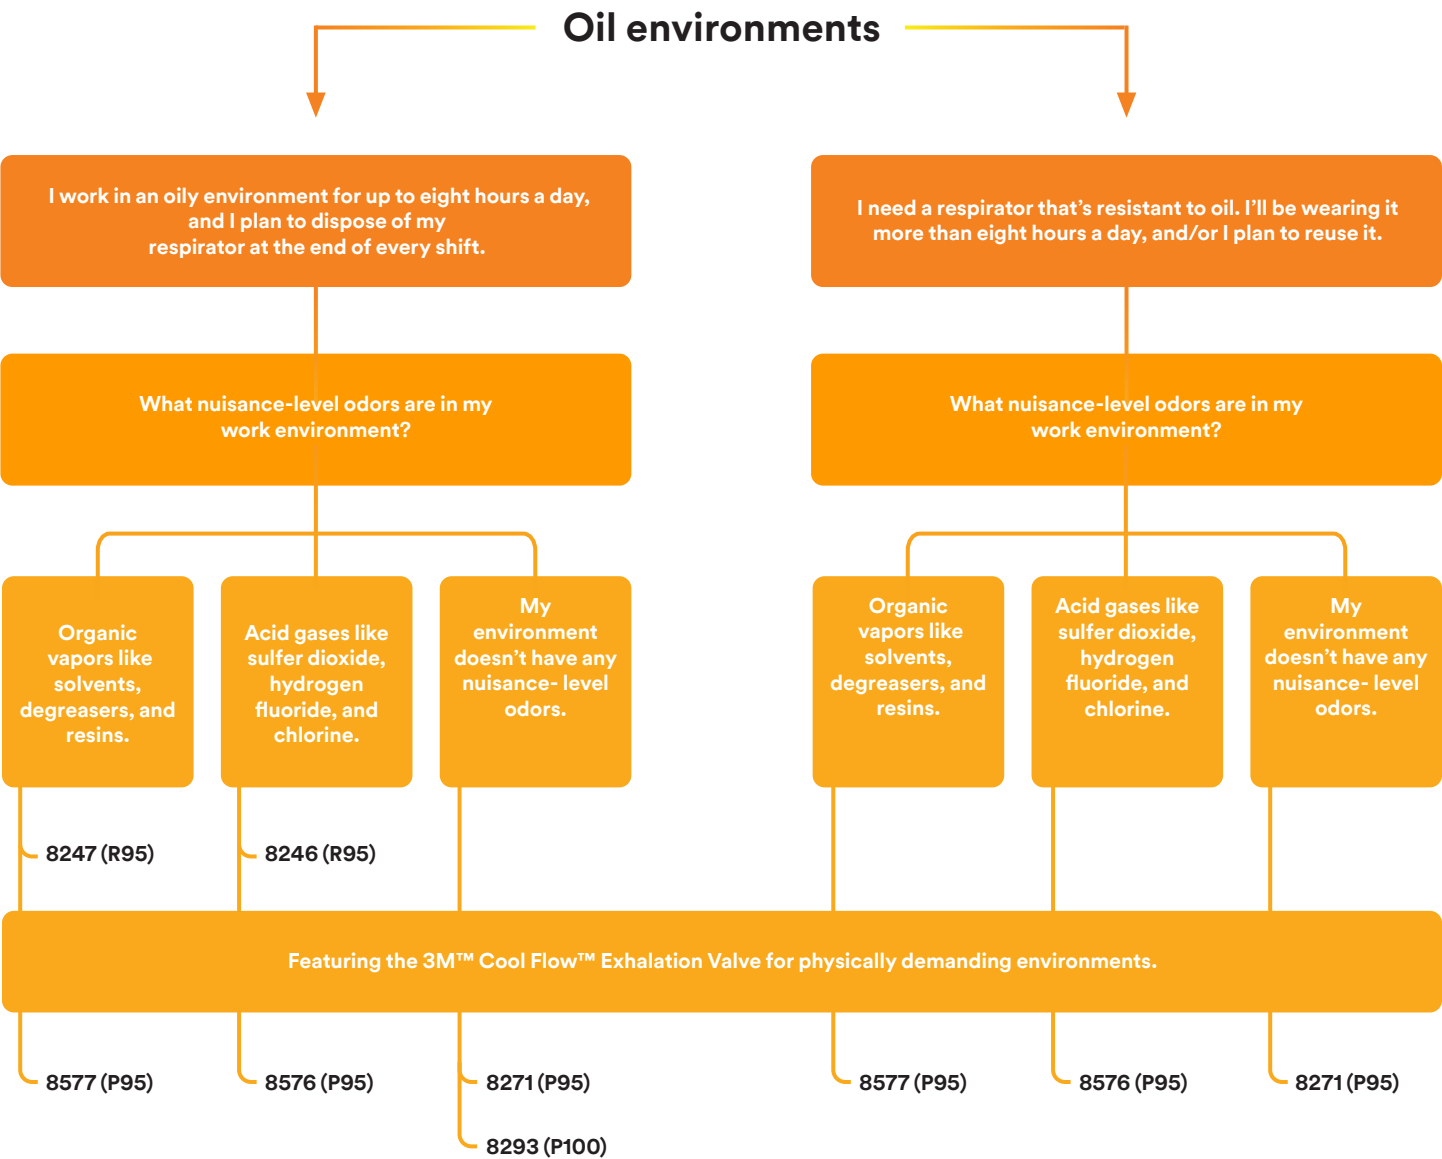 Oil environments
I work in an oily environment for up to eight hours a day,
and I plan to dispose of my
respirator at the end of every shift.
I need a respirator that's resistant to oil. I'll be wearing it
more than eight hours a day, and/or I plan to reuse it.
What nuisance-level odors are in my
work environment?
What nuisance-level odors are in my
work environment?
Organic
vapors like
solvents,
degreasers, and
resins.
Acid gases like
sulfer dioxide,
hydrogen
fluoride, and
chlorine.
My
environment
doesn't have any
nuisance- level
odors.
Organic
vapors like
solvents,
degreasers, and
resins.
Acid gases like
sulfer dioxide,
hydrogen
fluoride, and
chlorine.
My
environment
doesn't have any
nuisance- level
odors.
8247 (R95)
8246 (R95)
Featuring the 3M™ Cool Flow™ Exhalation Valve for physically demanding environments.
8577 (P95)
8576 (P95)
8271 (P95)
8293 (P100)
8577 (P95)
8576 (P95)
8271 (P95)